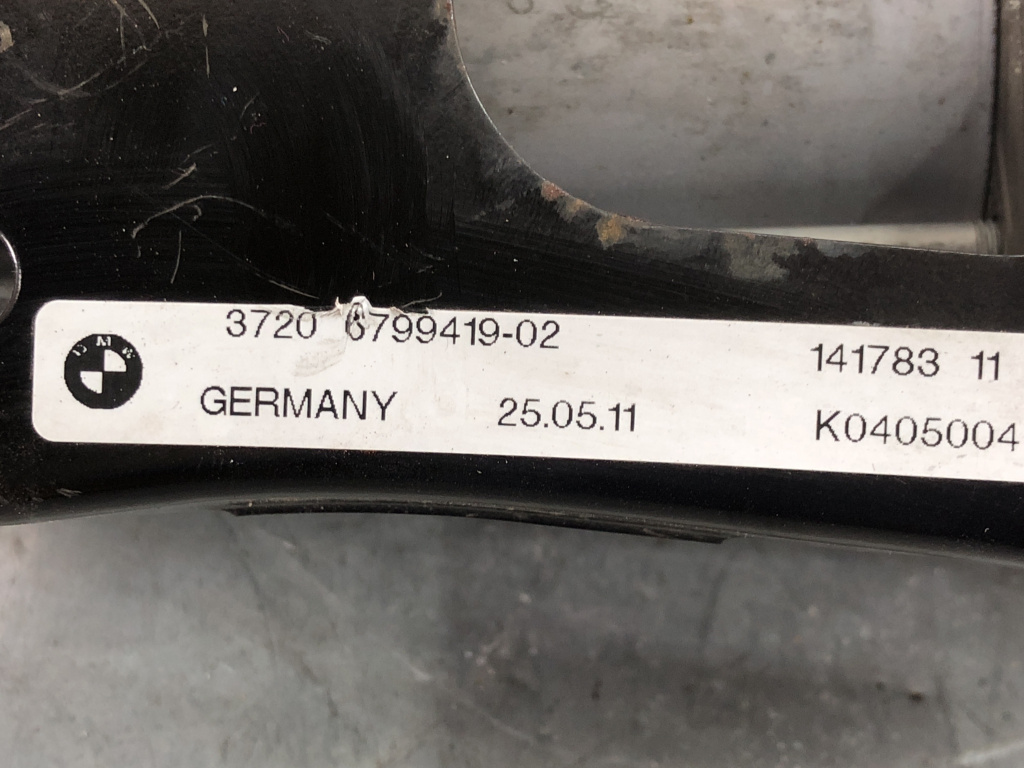 BMW
3720 6799419-02
GERMANY 25.05.11
141783 11
K0405004